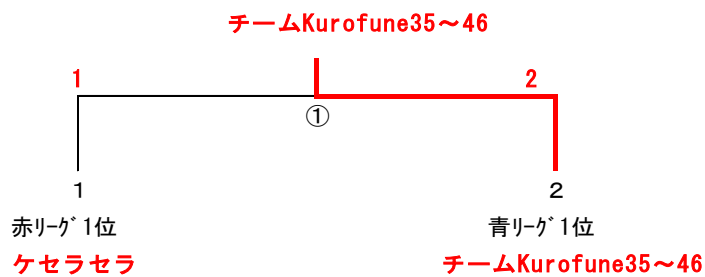 チームKurofune35～46
1 2
①
1 2
赤ﾘｰｸﾞ1位 青ﾘｰｸﾞ1位
ケセラセラ チームKurofune35～46